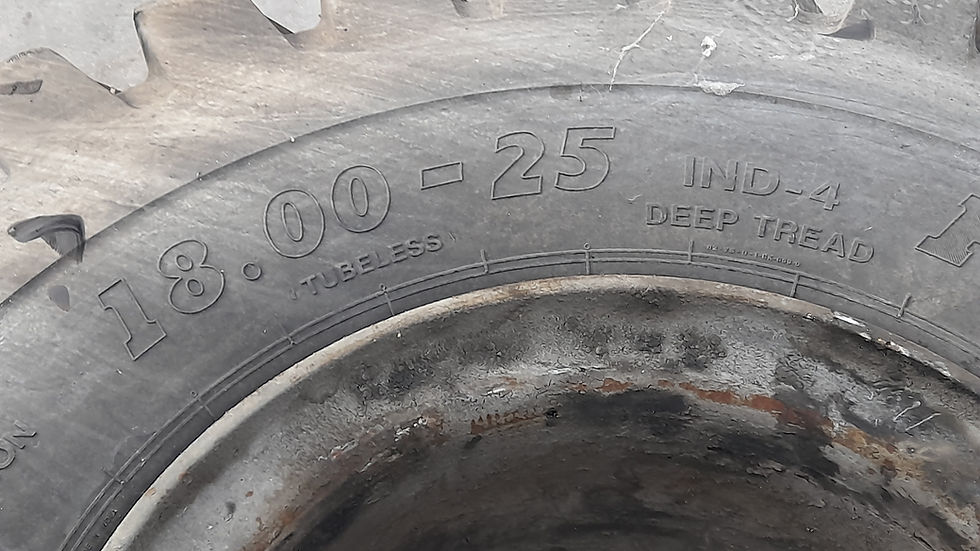 18.00-25
TUBELESS
IND-4
DEEP TREAD